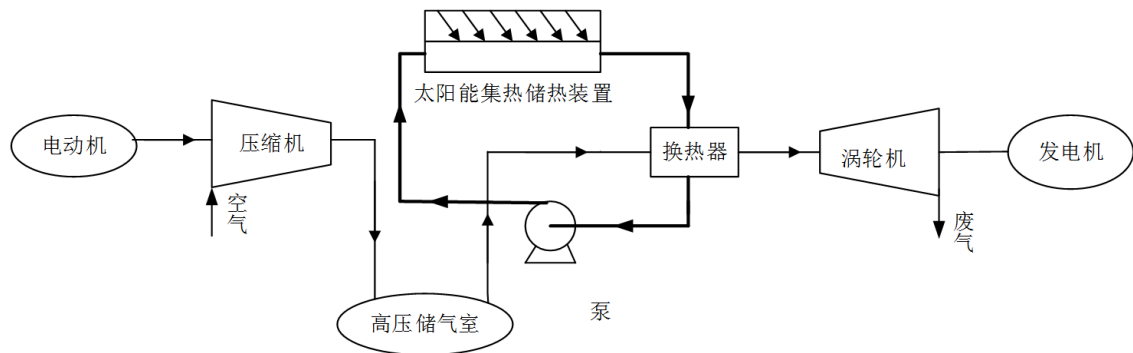 太阳能集热储热装置
电动机
压缩机
换热器
涡轮机
发电机
空
气
废
气
高压储气室
泵